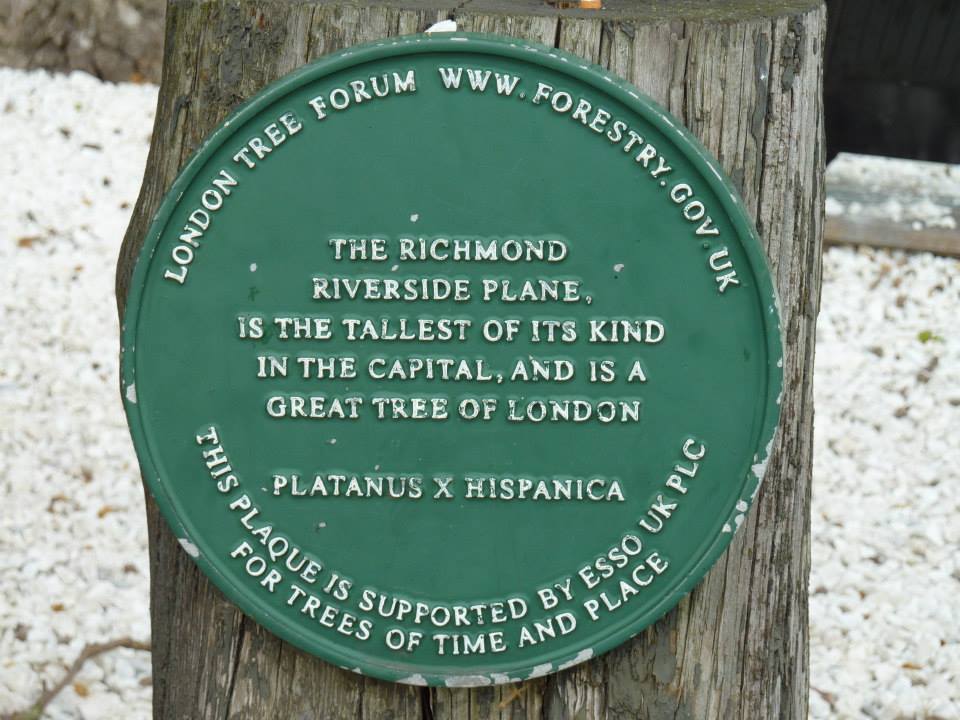 LONDON TREE FORUM WWW.FORESTRY.GOV.UK
THE RICHMOND
RIVERSIDE PLANE,
IS THE TALLEST OF ITS KIND
IN THE CAPITAL, AND IS A
GREAT TREE OF LONDON
PLATANUS X HISPANICA
THIS PLAQUE IS SUPPORTED BY ESSO UK PLC
FOR TREES OF TIME AND PLACE